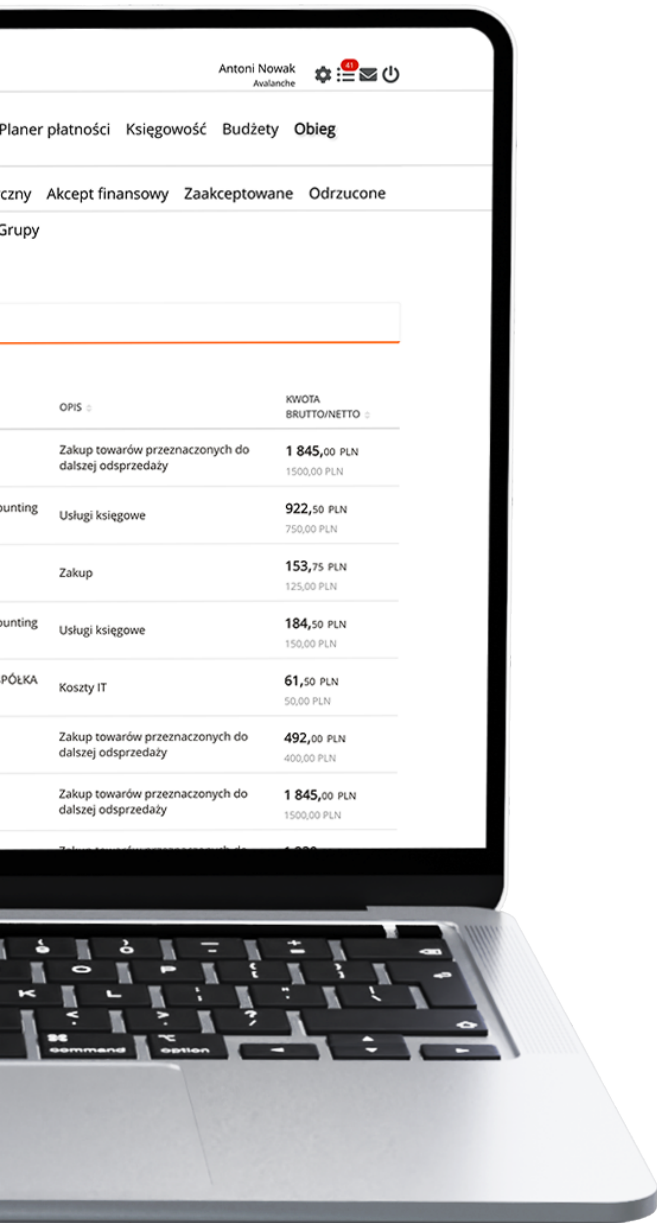 Antoni Nowak
Avalanche
41
Planer płatności Księgowość Budżety Obieg
Akcept finansowy Zaakceptowane Odrzucone
Grupy
OPIS
KWOTA
BRUTTO/NETTO
Zakup towarów przeznaczonych do
dalszej odsprzedaży
1 845,00 PLN
1500,00 PLN
Usługi księgowe
922,50 PLN
750,00 PLN
Zakup
153,75 PLN
125,00 PLN
Usługi księgowe
184,50 PLN
150,00 PLN
Koszty IT
61,50 PLN
50,00 PLN
Zakup towarów przeznaczonych do
dalszej odsprzedaży
492,00 PLN
400,00 PLN
Zakup towarów przeznaczonych do
dalszej odsprzedaży
1 845,00 PLN
1500,00 PLN
O P
K L
command option